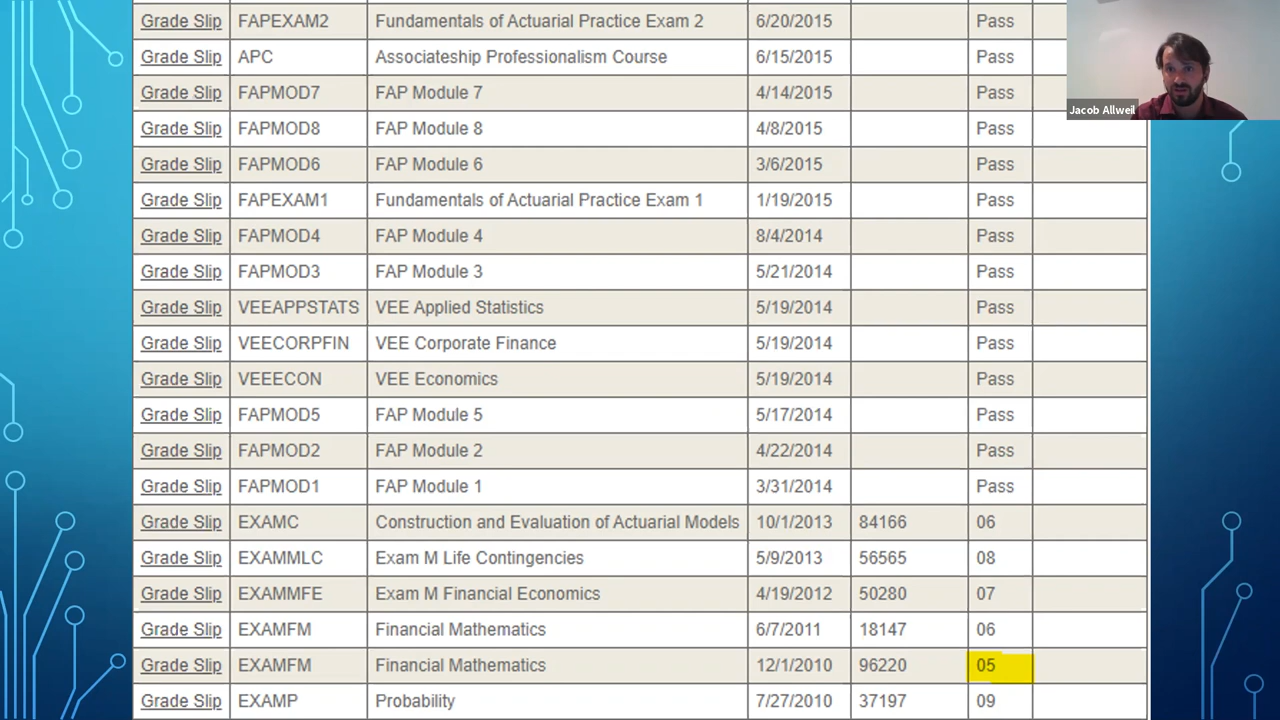 Grade Slip FAPEXAM2 Fundamentals of Actuarial Practice Exam 2 6/20/2015 Pass
Grade Slip APC Associateship Professionalism Course 6/15/2015 Pass
Grade Slip FAPMOD7 FAP Module 7 4/14/2015 Pass
Jacob Allweil
Grade Slip FAPMOD8 FAP Module 8 4/8/2015 Pass
Grade Slip FAPMOD6 FAP Module 6 3/6/2015 Pass
Grade Slip FAPEXAM1 Fundamentals of Actuarial Practice Exam 1 1/19/2015 Pass
Grade Slip FAPMOD4 FAP Module 4 8/4/2014 Pass
Grade Slip FAPMOD3 FAP Module 3 5/21/2014 Pass
Grade Slip VEEAPPSTATS VEE Applied Statistics 5/19/2014 Pass
Grade Slip VEECORPFIN VEE Corporate Finance 5/19/2014 Pass
Grade Slip VEEECON VEE Economics 5/19/2014 Pass
Grade Slip FAPMOD5 FAP Module 5 5/17/2014 Pass
Grade Slip FAPMOD2 FAP Module 2 4/22/2014 Pass
Grade Slip FAPMOD1 FAP Module 1 3/31/2014 Pass
Grade Slip EXAMC Construction and Evaluation of Actuarial Models 10/1/2013 84166 06
Grade Slip EXAMMLC Exam M Life Contingencies 5/9/2013 56565 08
Grade Slip EXAMMFE Exam M Financial Economics 4/19/2012 50280 07
Grade Slip EXAMFM Financial Mathematics 6/7/2011 18147 06
Grade Slip EXAMFM Financial Mathematics 12/1/2010 96220 05
Grade Slip EXAMP Probability 7/27/2010 37197 09